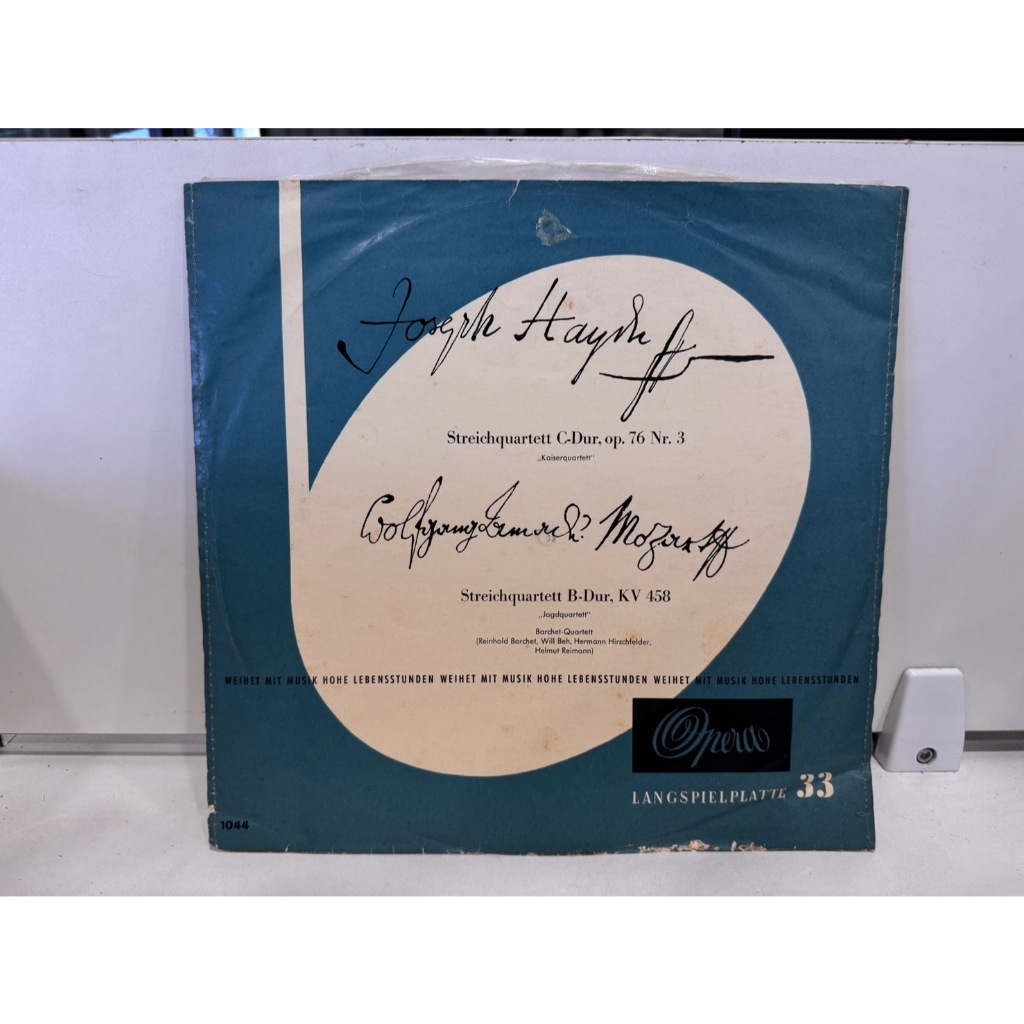 Joseph Haydn
Streichquartett C-Dur, op. 76 Nr. 3
„Kaiserquartett"
Wolfgang Amadè Mozart
Streichquartett B-Dur, KV 458
„Jagdquartett"
Barchet-Quartett
(Reinhold Barchet, Will Beh, Hermann Hirschfelder,
Helmut Reimann)
WEIHET MIT MUSIK HOHE LEBENSSTUNDEN WEIHET MIT MUSIK HOHE LEBENSSTUNDEN WEIHET MIT MUSIK HOHE LEBENSSTUNDEN
Opera
LANGSPIELPLATTE 33
1044